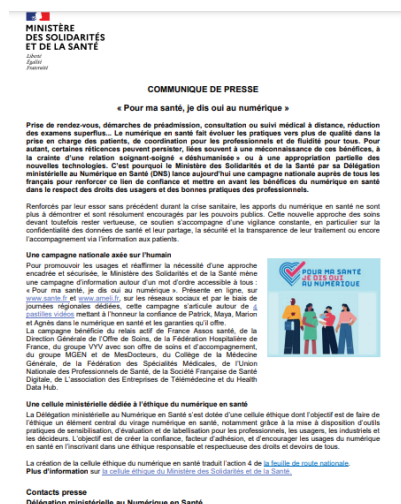 MINISTÈRE
DES SOLIDARITÉS
ET DE LA SANTÉ
Liberté
Égalité
Fraternité
COMMUNIQUE DE PRESSE
« Pour ma santé, je dis oui au numérique »
Prise de rendez-vous, démarches de préadmission, consultation ou suivi médical à distance, réduction
des examens superflus... Le numérique en santé fait évoluer les pratiques vers plus de qualité dans la
prise en charge des patients, de coordination pour les professionnels et de fluidité pour tous. Pour
autant, certaines réticences peuvent persister, liées souvent à une méconnaissance de ces bénéfices, à
la crainte d'une relation soignant-soigné « déshumanisée » ou à une appropriation partielle des
nouvelles technologies. C'est pourquoi le Ministère des Solidarités et de la Santé par sa Délégation
ministérielle au Numérique en Santé (DNS) lance aujourd'hui une campagne nationale auprès de tous les
français pour renforcer ce lien de confiance et mettre en avant les bénéfices du numérique en santé
dans le respect des droits des usagers et des bonnes pratiques des professionnels.
Renforcés par leur essor sans précédent durant la crise sanitaire, les apports du numérique en santé ne sont
plus à démontrer et sont résolument encouragés par les pouvoirs publics. Cette nouvelle approche des soins
devant toutefois rester vertueuse, ce soutien s'accompagne d'une vigilance constante, en particulier sur la
confidentialité des données de santé et leur partage, la sécurité et la transparence de leur traitement ou encore
l'accompagnement via l'information aux patients.
Une campagne nationale axée sur l'humain
Pour promouvoir les usages et réaffirmer la nécessité d'une approche
encadrée et sécurisée, le Ministère des Solidarités et de la Santé mène
une campagne d'information autour d'un mot d'ordre accessible à tous :
« Pour ma santé, je dis oui au numérique ». Présente en ligne, sur
www.sante.fr et www.ameli.fr, sur les réseaux sociaux et par le biais de
journées régionales dédiées, cette campagne s'articule autour de 4
pastilles vidéos mettant à l'honneur la confiance de Patrick, Maya, Marion
et Agnès dans le numérique en santé et les garanties qu'il offre.
La campagne bénéficie du relais actif de France Assos santé, de la
Direction Générale de l'Offre de Soins, de la Fédération Hospitalière de
France, du groupe VYV avec son offre de soins et d'accompagnement,
du groupe MGEN et de MesDocteurs, du Collège de la Médecine
Générale, de la Fédération des Spécialités Médicales, de l'Union
Nationale des Professionnels de Santé, de la Société Française de Santé
Digitale, de L'association des Entreprises de Télémédecine et du Health
Data Hub.
POUR MA SANTÉ
JE DIS OUI
AU NUMÉRIQUE
Une cellule ministérielle dédiée à l'éthique du numérique en santé
La Délégation ministérielle au Numérique en Santé s'est dotée d'une cellule éthique dont l'objectif est de faire de
l'éthique un élément central du virage numérique en santé, notamment grâce à la mise à disposition d'outils
pratiques de sensibilisation, d'évaluation et de labellisation pour les professionnels, les usagers, les industriels et
les décideurs. L'objectif est de créer la confiance, facteur d'adhésion, et d'encourager les usages du numérique
en santé en l'inscrivant dans une éthique responsable et respectueuse des droits et devoirs de tous.
La création de la cellule éthique du numérique en santé traduit l'action 4 de la feuille de route nationale.
Plus d'information sur la cellule éthique du Ministère des Solidarités et de la Santé.
Contacts presse
Délégation ministérielle au Numérique en Santé